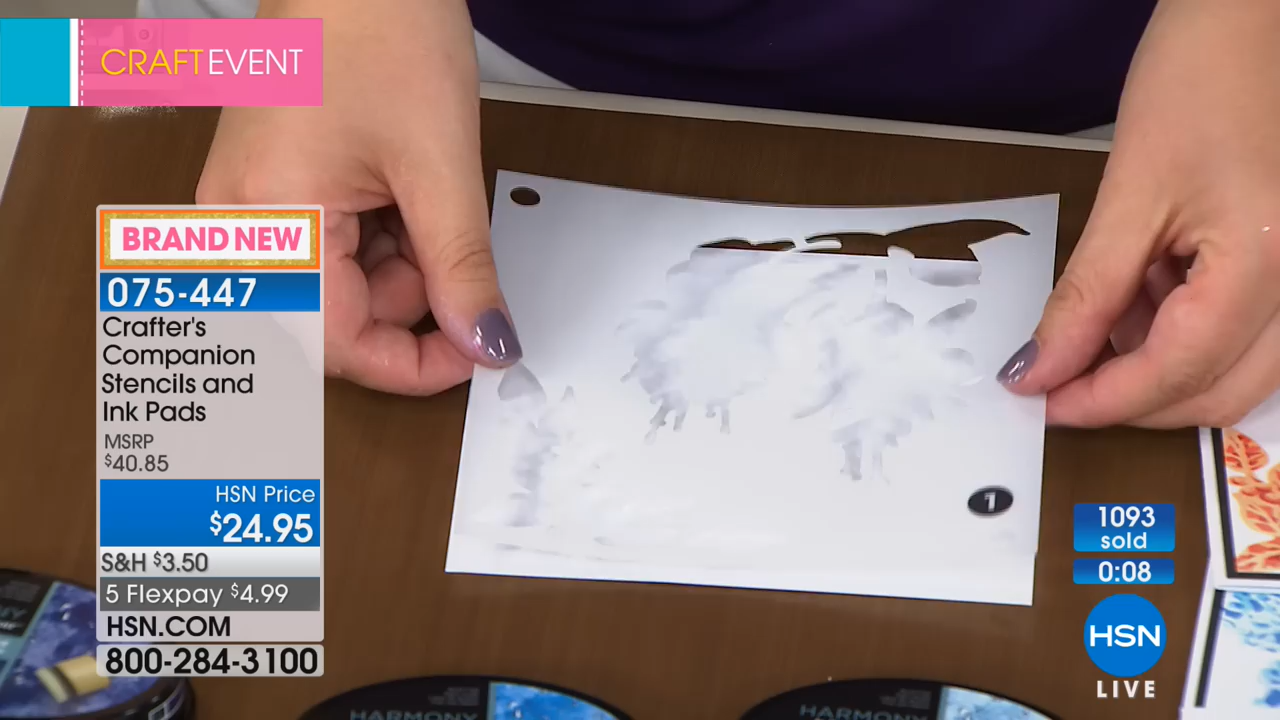 CRAFT EVENT
BRAND NEW
075-447
Crafter's
Companion
Stencils and
Ink Pads
MSRP
$40.85
HSN Price
$24.95
S&H $3.50
5 Flexpay $4.99
HSN.COM
800-284-3100
1
1093
sold
0:08
HSN
LIVE
HARMONY
HARMONY